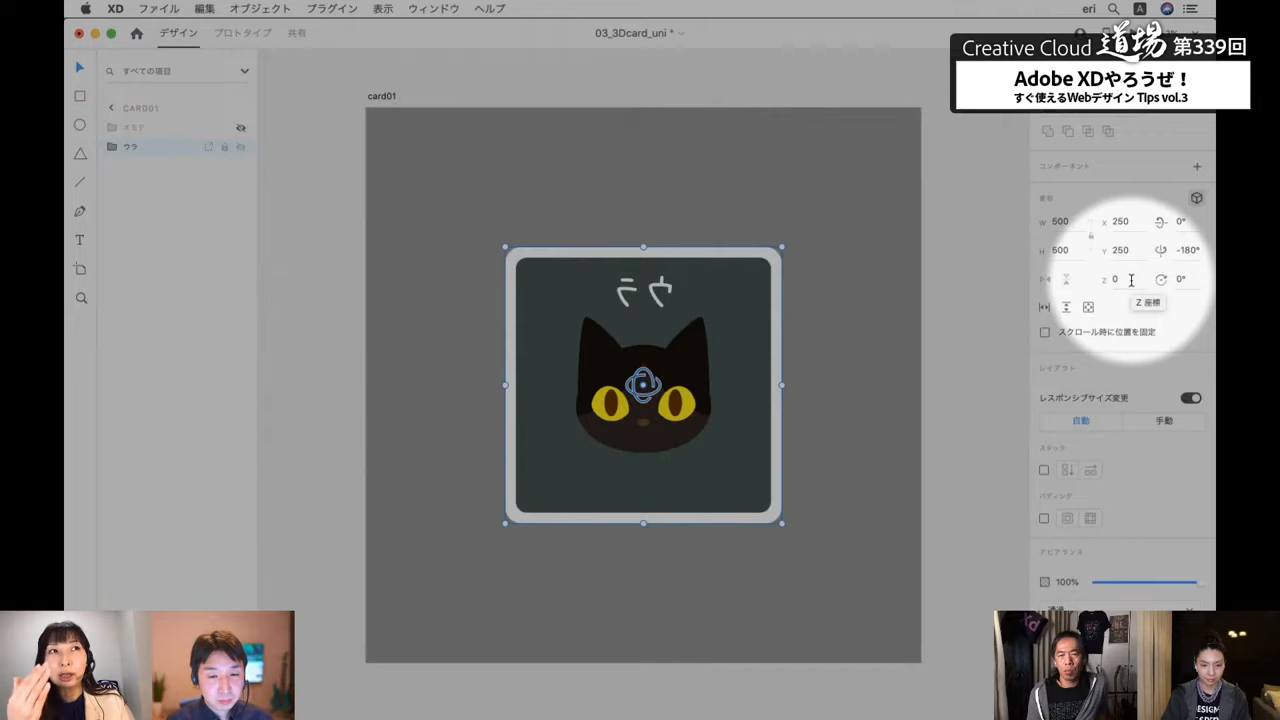 XD ファイル 編集 オブジェクト プラグイン 表示 ウィンドウ ヘルプ eri A
デザイン プロトタイプ 共有 03_3Dcard_uni *
Creative Cloud 道場 第339回
Adobe XDやろうぜ！
すぐ使えるWebデザイン Tips vol.3
すべての項目
CARD01
オモテ
ウラ
card01
ウラ
コンポーネント
変形
W 500 X 250 0°
H 500 Y 250 -180°
Z 0 0°
Z 座標
スクロール時に位置を固定
レイアウト
レスポンシブサイズ変更
自動 手動
スタック
パディング
アピアランス
100%
通過
DESIGN